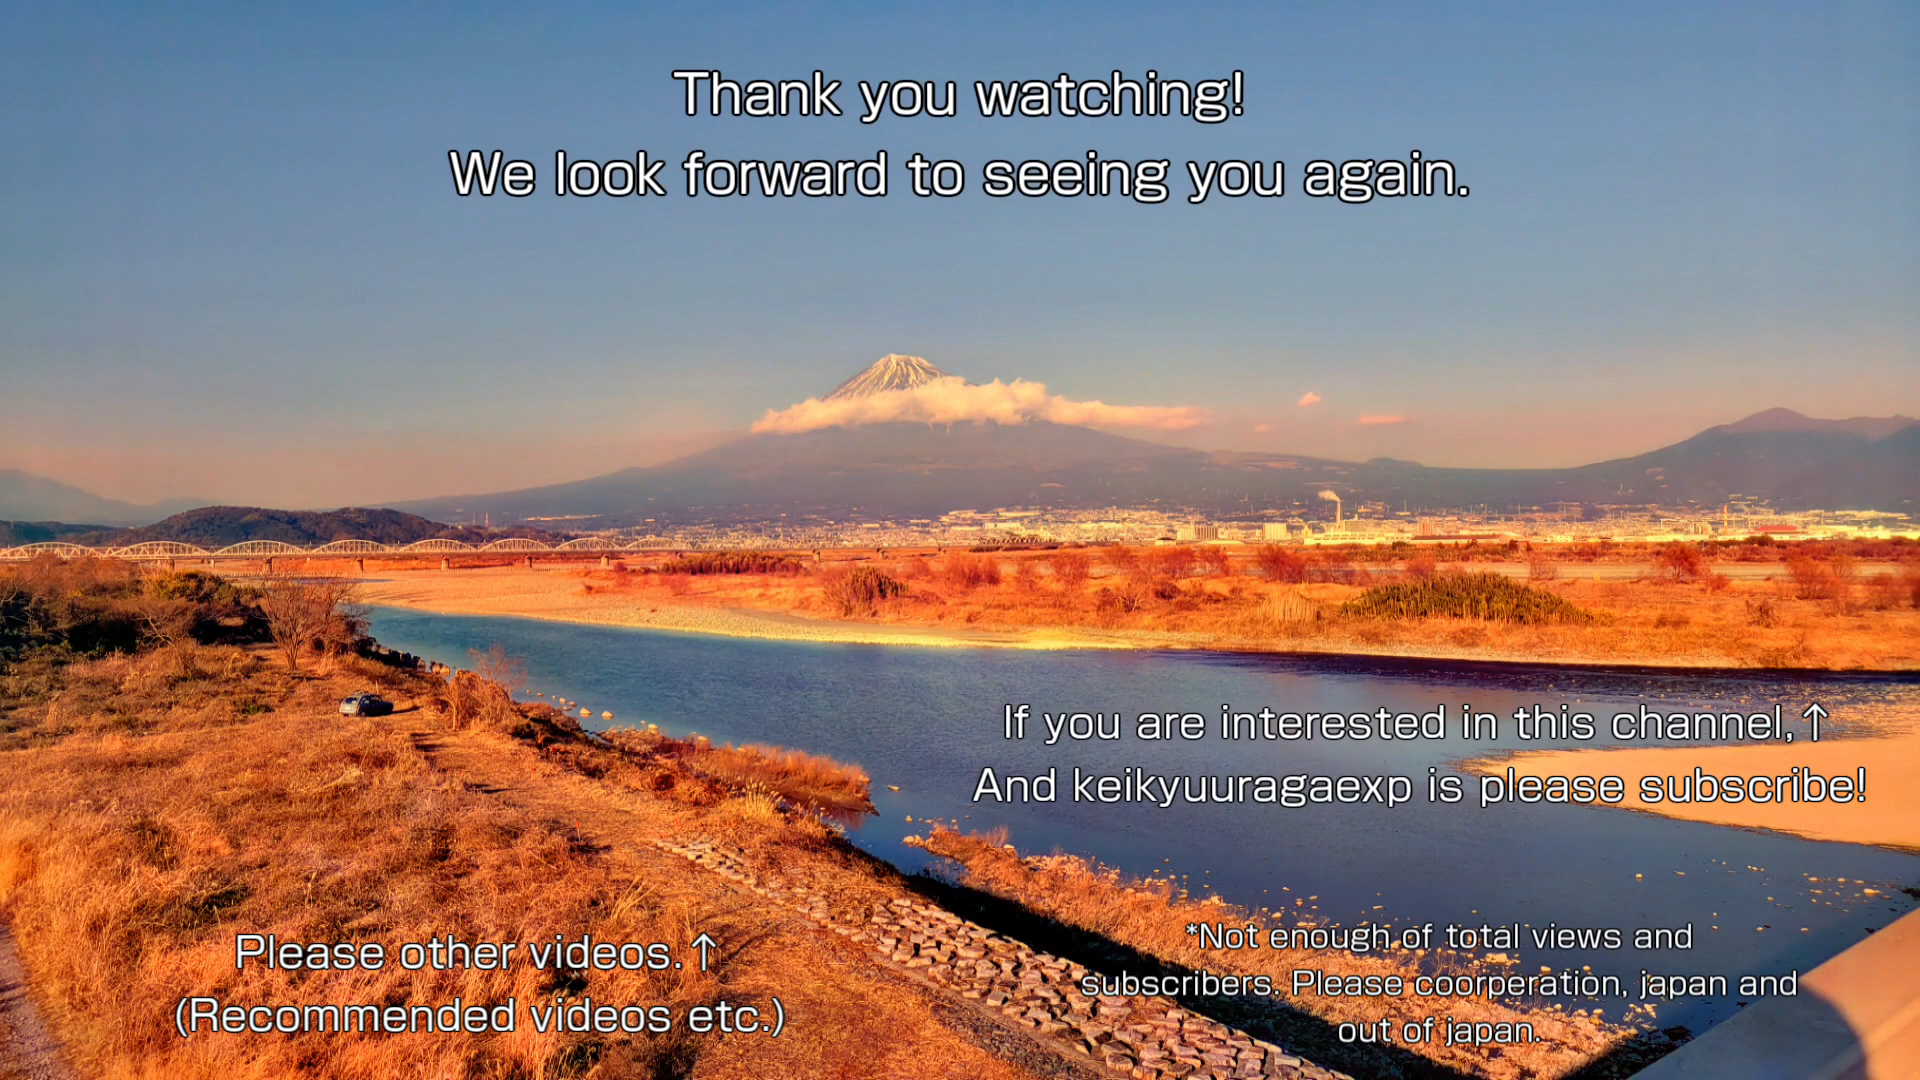 Thank you watching!
We look forward to seeing you again.
If you are interested in this channel,↑
And keikyuuragaexp is please subscribe!
Please other videos.↑
(Recommended videos etc.)
*Not enough of total views and
subscribers. Please coorperation, japan and
out of japan.